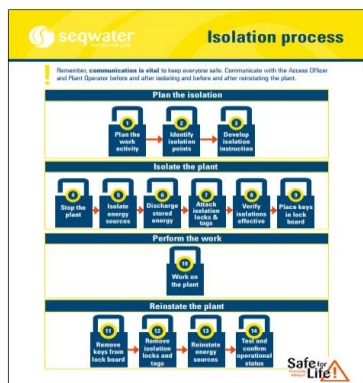 seqwater
WATER FOR LIFE
Isolation process
! Remember, communication is vital to keep everyone safe. Communicate with the Access Officer
and Plant Operator before and after isolating and before and after reinstating the plant.
Plan the isolation
1
Plan the
work
activity
2
Identify
isolation
points
3
Develop
isolation
instruction
Isolate the plant
4
Stop the
plant
5
Isolate
energy
sources
6
Discharge
stored
energy
7
Attach
isolation
locks &
tags
8
Verify
isolations
effective
9
Place keys
in lock
board
Perform the work
10
Work on
the plant
Reinstate the plant
11
Remove
keys from
lock board
12
Remove
isolation
locks and
tags
13
Reinstate
energy
sources
14
Test and
confirm
operational
status
Safe for
Life!